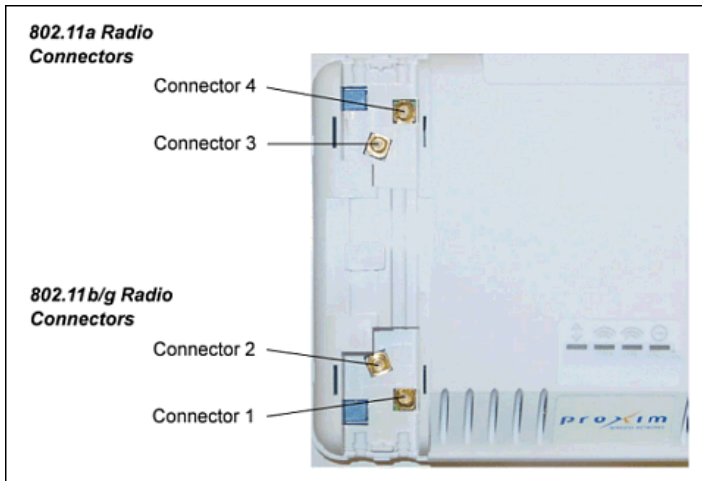 802.11a Radio
Connectors
Connector 4
Connector 3
802.11b/g Radio
Connectors
Connector 2
Connector 1
proxim